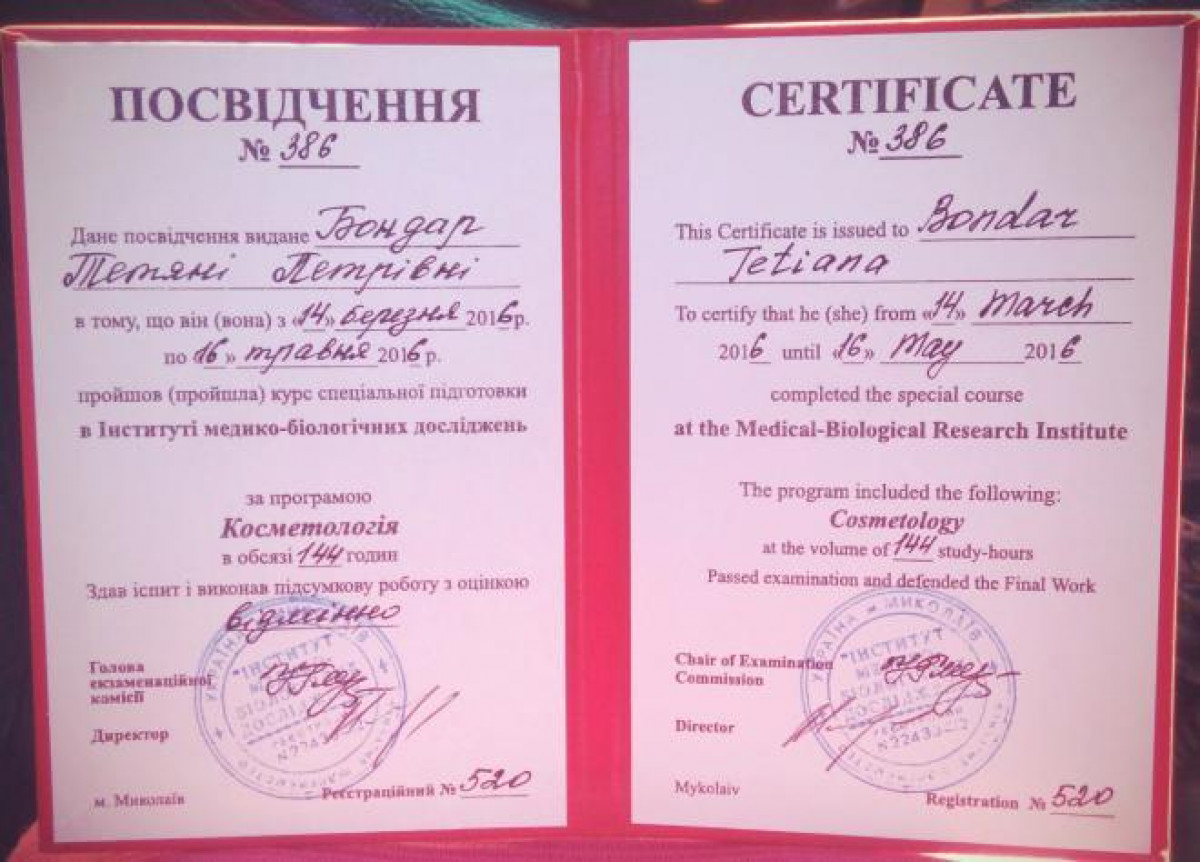 ПОСВІДЧЕННЯ
№ 386
Дане посвідчення видане Бондар
Тетяні Петрівні
в тому, що він (вона) з «14» березня 2016р.
по «16» травня 2016р.
пройшов (пройшла) курс спеціальної підготовки
в Інституті медико-біологічних досліджень
за програмою
Косметологія
в обсязі 144 годин
Здав іспит і виконав підсумкову роботу з оцінкою
відмінно
Голова
екзаменаційної
комісії
Директор
м. Миколаїв
Реєстраційний № 520
CERTIFICATE
№ 386
This Certificate is issued to Bondar
Tetiana
To certify that he (she) from «14» March
2016 until «16» May 2016
completed the special course
at the Medical-Biological Research Institute
The program included the following:
Cosmetology
at the volume of 144 study-hours
Passed examination and defended the Final Work
УКРАЇНА * МИКОЛАЇВ
"ІНСТИТУТ
Chair of Examination
Commission
Director
Mykolaiv
Registration № 520